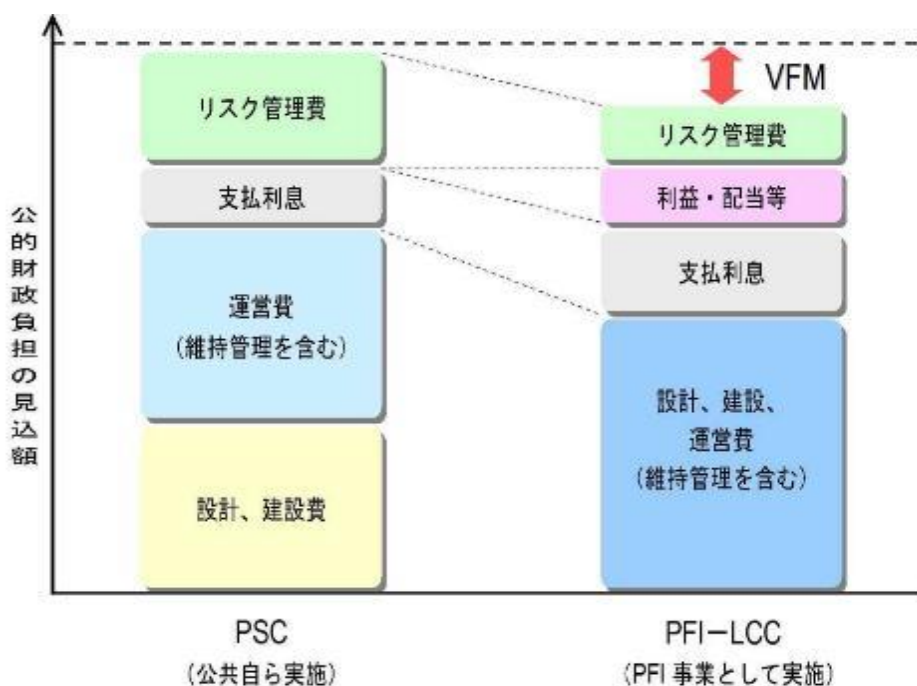 公的財政負担の見込額
リスク管理費
支払利息
運営費
(維持管理を含む)
設計、建設費
VFM
リスク管理費
利益・配当等
支払利息
設計、建設、
運営費
(維持管理を含む)
PSC
(公共自ら実施)
PFI－LCC
(PFI 事業として実施)